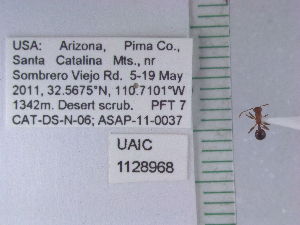 USA: Arizona, Pima Co.,
Santa Catalina Mts., nr
Sombrero Viejo Rd. 5-19 May
2011, 32.5675°N, 110.7101°W
1342m. Desert scrub. PFT 7
CAT-DS-N-06; ASAP-11-0037
UAIC
1128968